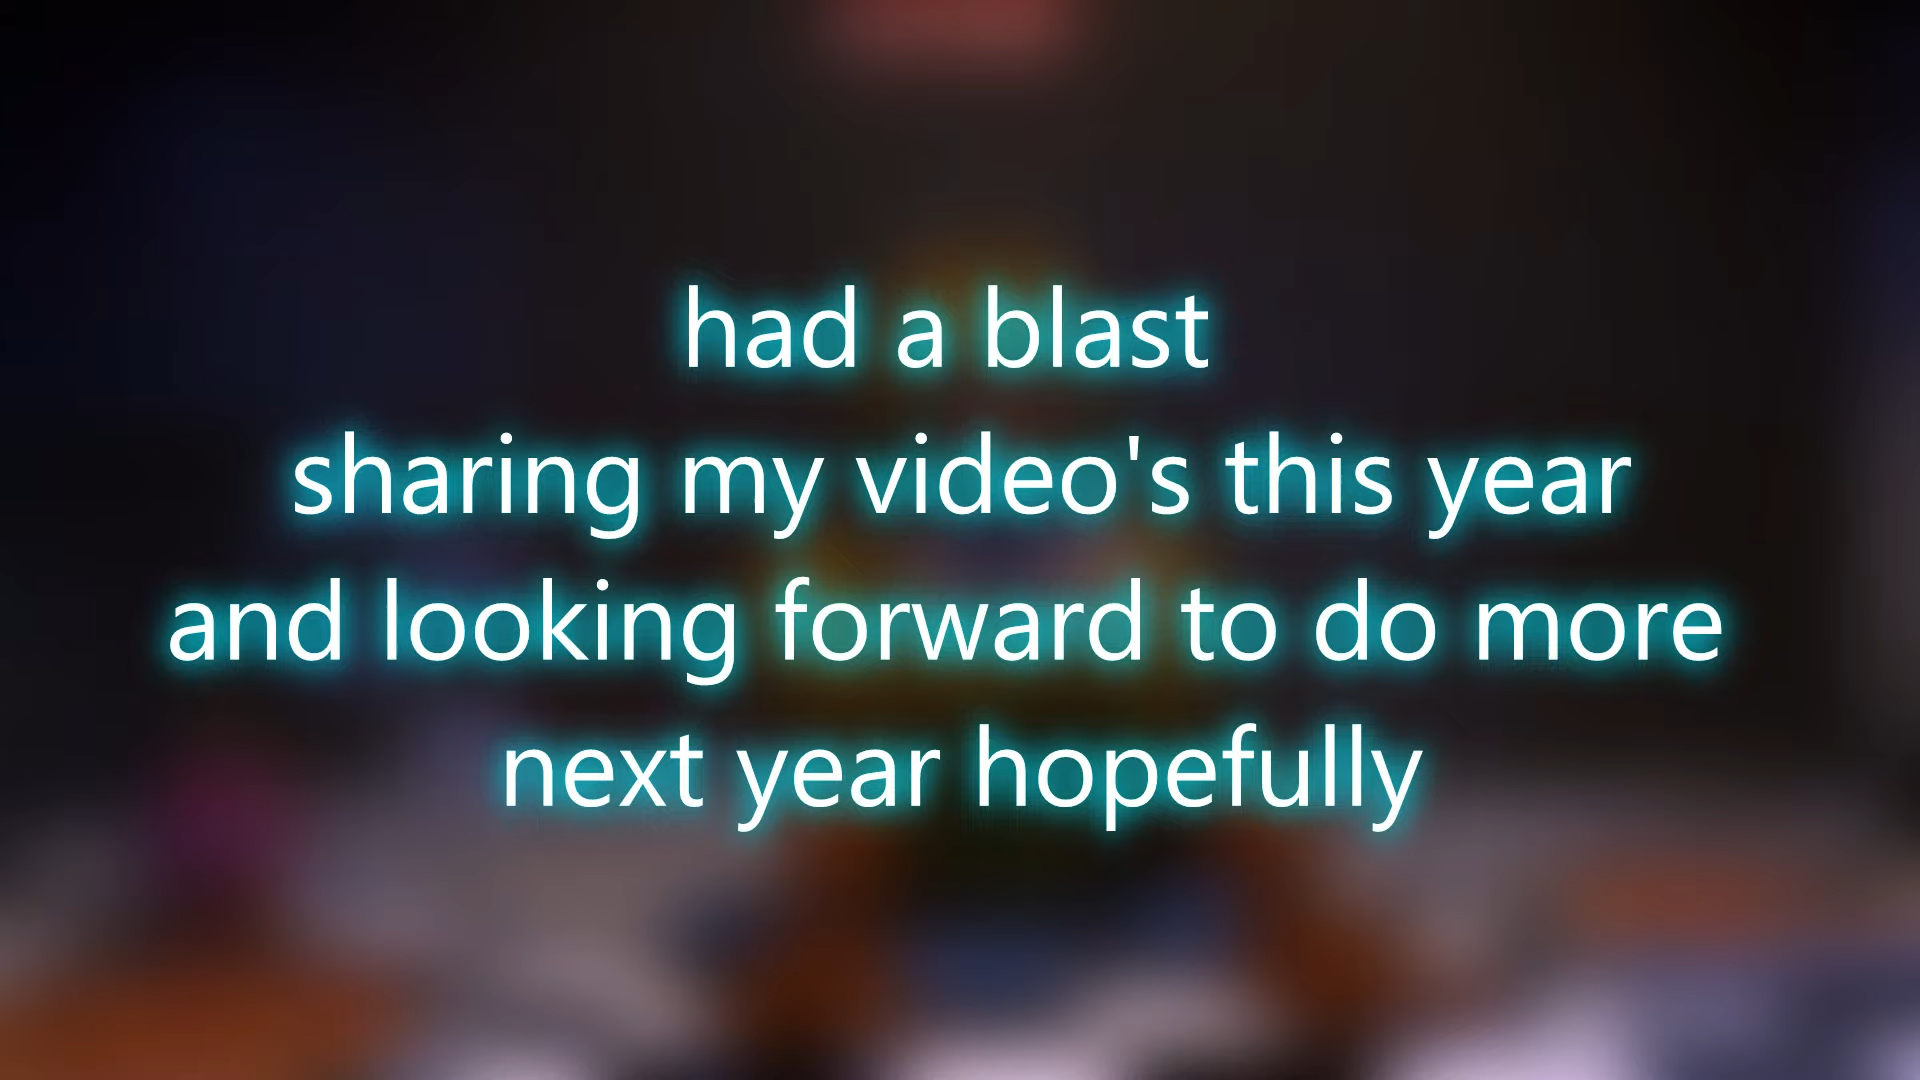 had a blast
sharing my video's this year
and looking forward to do more
next year hopefully